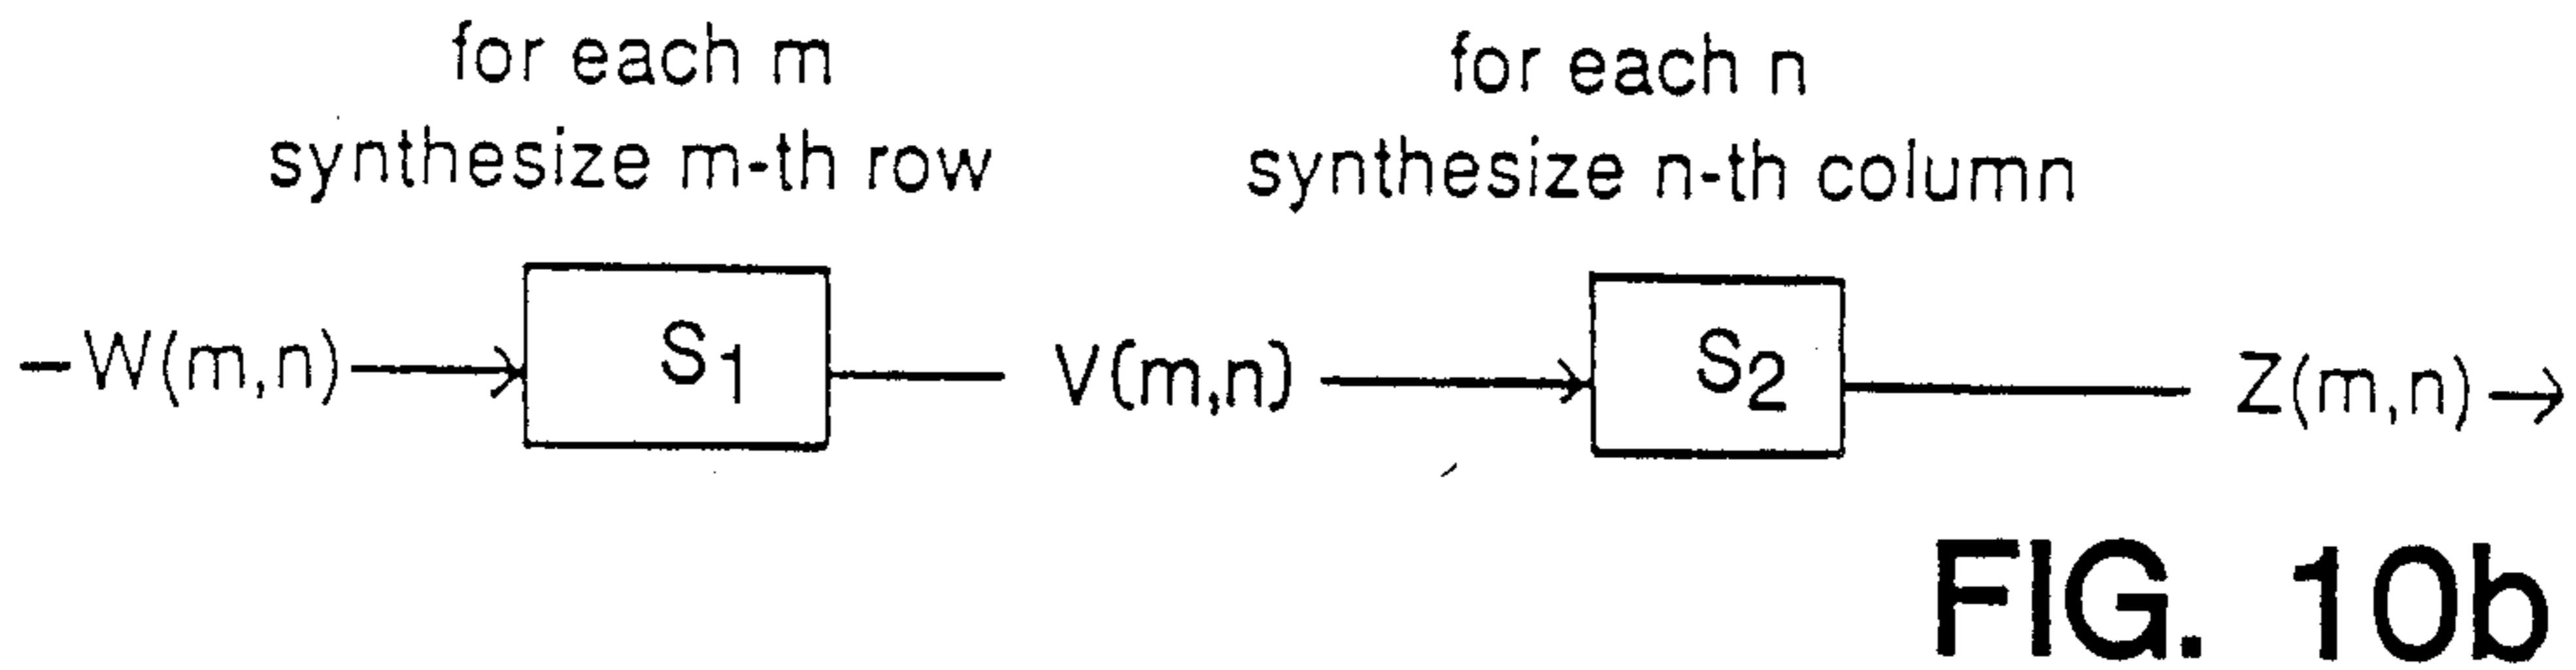 for each m
synthesize m-th row
for each n
synthesize n-th column
W(m,n)
S1
V(m,n)
S2
Z(m,n)
FIG. 10b